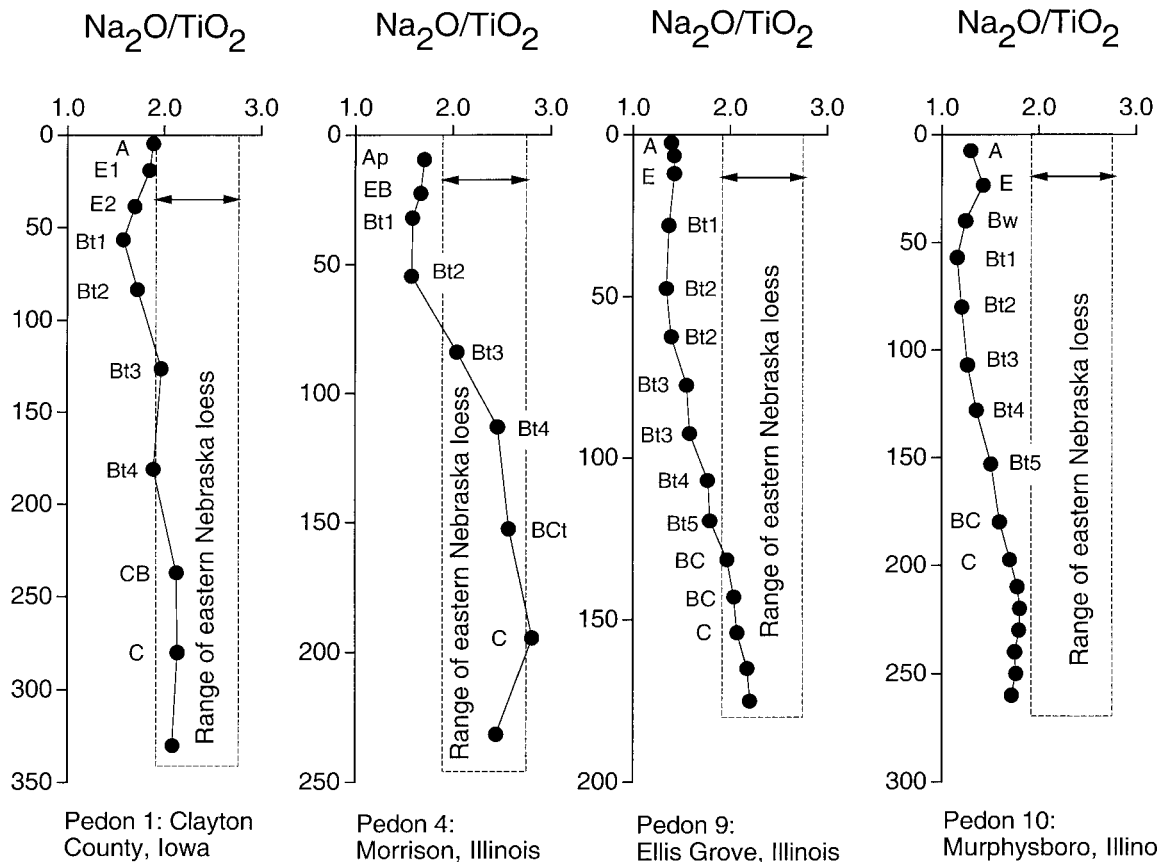 Na2O/TiO2
1.0 2.0 3.0
0
50
100
150
200
250
300
350
A
E1
E2
Bt1
Bt2
Bt3
Bt4
CB
C
Range of eastern Nebraska loess
Pedon 1: Clayton
County, Iowa
Na2O/TiO2
1.0 2.0 3.0
0
50
100
150
200
250
Ap
EB
Bt1
Bt2
Bt3
Bt4
BCt
C
Range of eastern Nebraska loess
Pedon 4:
Morrison, Illinois
Na2O/TiO2
1.0 2.0 3.0
0
50
100
150
200
A
E
Bt1
Bt2
Bt2
Bt3
Bt3
Bt4
Bt5
BC
BC
C
Range of eastern Nebraska loess
Pedon 9:
Ellis Grove, Illinois
Na2O/TiO2
1.0 2.0 3.0
0
50
100
150
200
250
300
A
E
Bw
Bt1
Bt2
Bt3
Bt4
Bt5
BC
C
Range of eastern Nebraska loess
Pedon 10:
Murphysboro, Illino